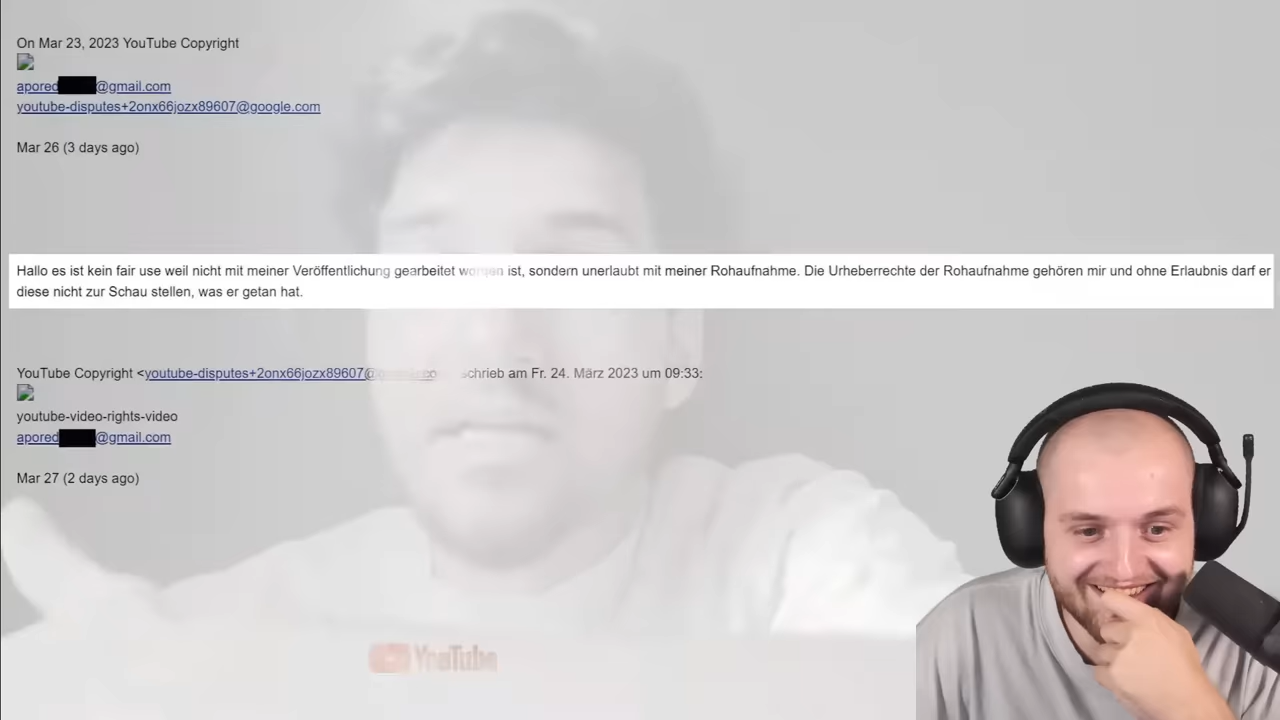 On Mar 23, 2023 YouTube Copyright
apored @gmail.com
youtube-disputes+2onx66jozx89607@google.com
Mar 26 (3 days ago)
Hallo es ist kein fair use weil nicht mit meiner Veröffentlichung gearbeitet worden ist, sondern unerlaubt mit meiner Rohaufnahme. Die Urheberrechte der Rohaufnahme gehören mir und ohne Erlaubnis darf er
diese nicht zur Schau stellen, was er getan hat.
YouTube Copyright <youtube-disputes+2onx66jozx89607@ schrieb am Fr. 24. März 2023 um 09:33:
youtube-video-rights-video
apored @gmail.com
Mar 27 (2 days ago)
YouTube